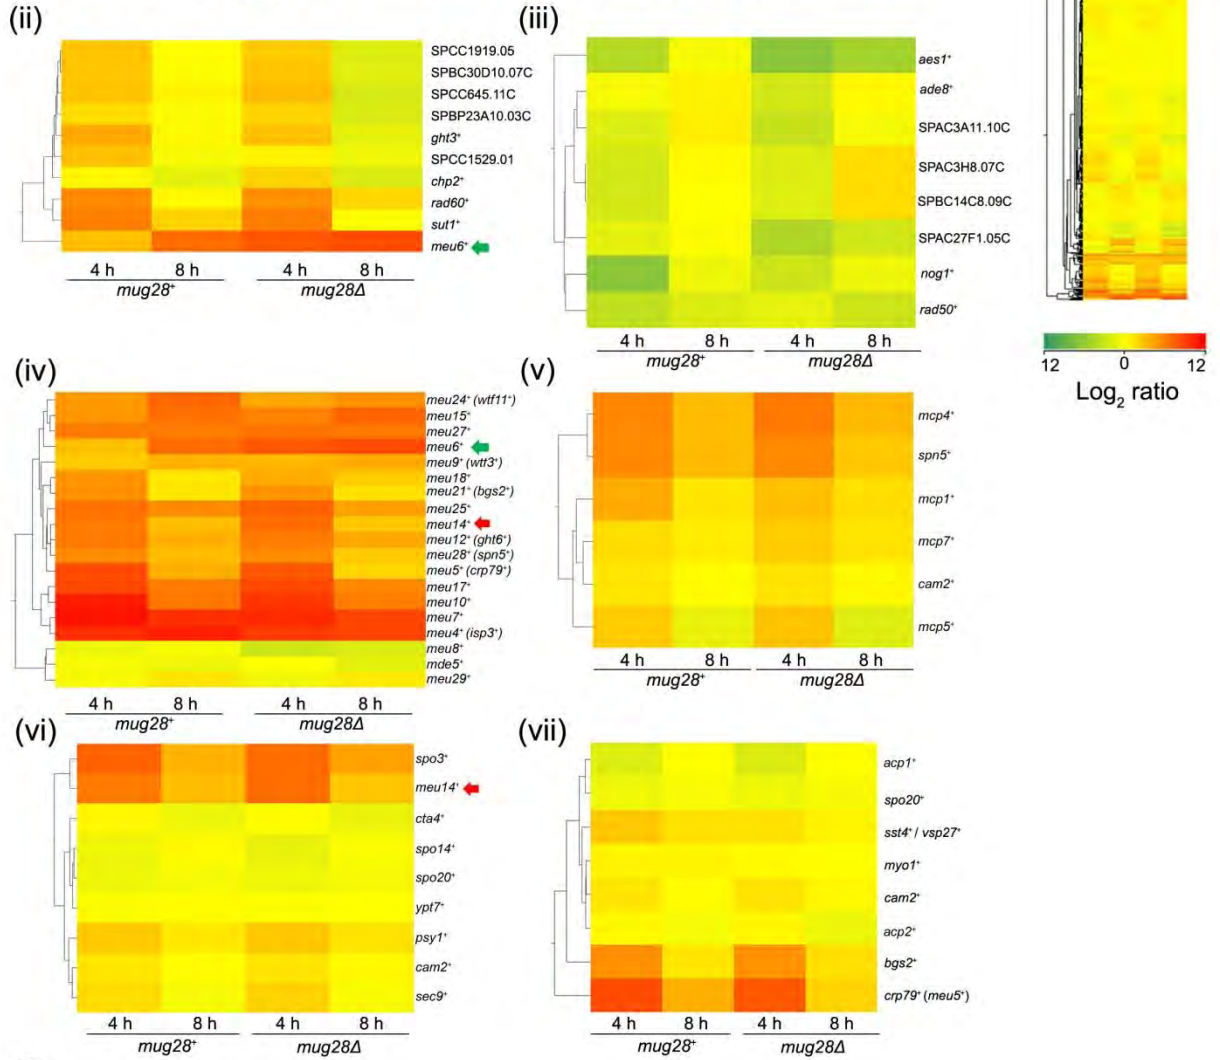 (ii)
SPCC1919.05
SPBC30D10.07C
SPCC645.11C
SPBP23A10.03C
ght3⁺
SPCC1529.01
chp2⁺
rad60⁺
sut1⁺
meu6⁺
4 h 8 h 4 h 8 h
mug28⁺ mug28Δ
(iii)
aes1⁺
ade8⁺
SPAC3A11.10C
SPAC3H8.07C
SPBC14C8.09C
SPAC27F1.05C
nog1⁺
rad50⁺
4 h 8 h 4 h 8 h
mug28⁺ mug28Δ
12 0 12
Log₂ ratio
(iv)
meu24⁺ (wtf11⁺)
meu15⁺
meu27⁺
meu6⁺
meu9⁺ (wtf3⁺)
meu18⁺
meu21⁺ (bgs2⁺)
meu25⁺
meu14⁺
meu12⁺ (ght6⁺)
meu28⁺ (spn5⁺)
meu5⁺ (crp79⁺)
meu17⁺
meu10⁺
meu7⁺
meu4⁺ (isp3⁺)
meu8⁺
mde5⁺
meu29⁺
4 h 8 h 4 h 8 h
mug28⁺ mug28Δ
(v)
mcp4⁺
spn5⁺
mcp1⁺
mcp7⁺
cam2⁺
mcp5⁺
4 h 8 h 4 h 8 h
mug28⁺ mug28Δ
(vi)
spo3⁺
meu14⁺
cta4⁺
spo14⁺
spo20⁺
ypt7⁺
psy1⁺
cam2⁺
sec9⁺
4 h 8 h 4 h 8 h
mug28⁺ mug28Δ
(vii)
acp1⁺
spo20⁺
sst4⁺ / vsp27⁺
myo1⁺
cam2⁺
acp2⁺
bgs2⁺
crp79⁺ (meu5⁺)
4 h 8 h 4 h 8 h
mug28⁺ mug28Δ